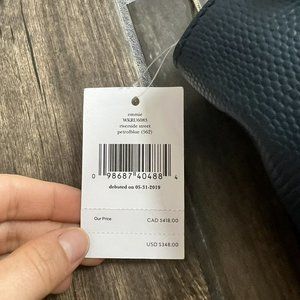 emmie
WKRU6085
riverside street
petrolblue (562)
0 98687 40488 4
debuted on 05-31-2019
Our Price CAD $418.00
USD $348.00